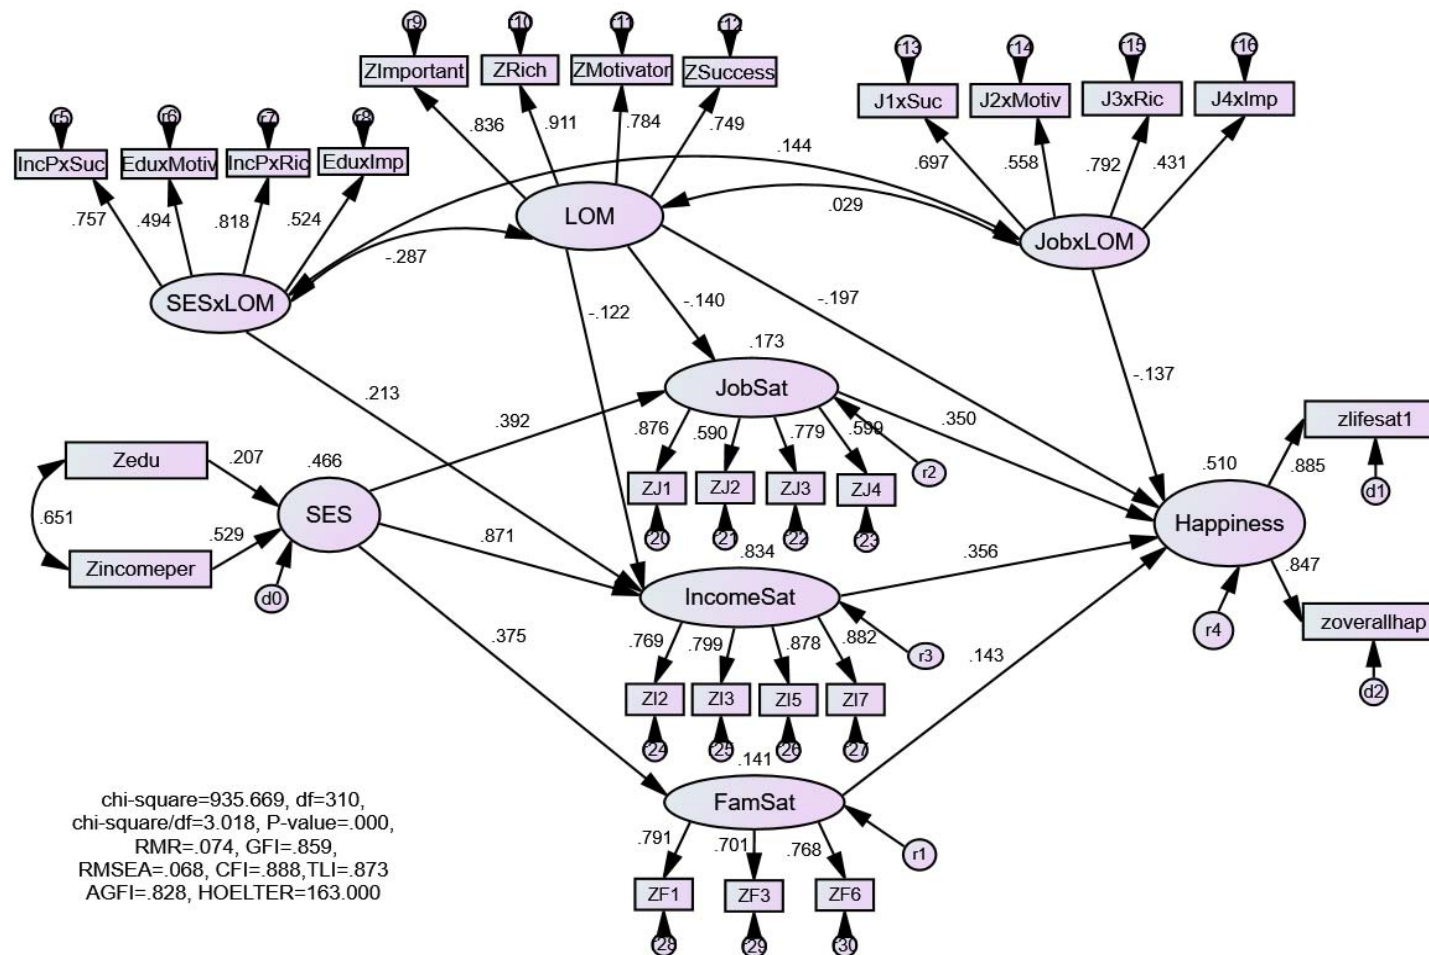 r9 r10 r11 r12
ZImportant ZRich ZMotivator ZSuccess
r13 r14 r15 r16
J1xSuc J2xMotiv J3xRic J4xImp
r5 r6 r7 r8
IncPxSuc EduxMotiv IncPxRic EduxImp
.836 .911 .784 .749
.697 .558 .792 .431
.757 .494 .818 .524
.144
.029
-.287
LOM
JobxLOM
SESxLOM
-.122
-.140
-.197
.173
JobSat
-.137
.213
.392
.350
.876 .590 .779 .599
zlifesat1
.885
d1
Zedu
.207
.466
SES
ZJ1 ZJ2 ZJ3 ZJ4
r2
r20 r21 r22 r23
.510
Happiness
.651
.529
Zincomeper
d0
.871
.834
IncomeSat
.356
.847
.769 .799 .878 .882
r3
r4
zoverallhap
d2
.375
.143
ZI2 ZI3 ZI5 ZI7
r24 r25 r26 r27
.141
FamSat
.791 .701 .768
r1
ZF1 ZF3 ZF6
r28 r29 r30
chi-square=935.669, df=310,
chi-square/df=3.018, P-value=.000,
RMR=.074, GFI=.859,
RMSEA=.068, CFI=.888,TLI=.873
AGFI=.828, HOELTER=163.000